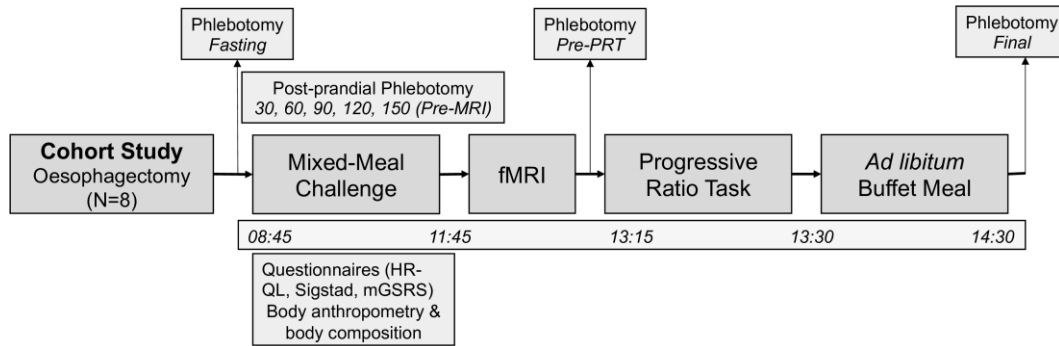 Phlebotomy
Fasting
Phlebotomy
Pre-PRT
Phlebotomy
Final
Post-prandial Phlebotomy
30, 60, 90, 120, 150 (Pre-MRI)
Cohort Study
Oesophagectomy
(N=8)
Mixed-Meal
Challenge
fMRI
Progressive
Ratio Task
Ad libitum
Buffet Meal
08:45 11:45 13:15 13:30 14:30
Questionnaires (HR-
QL, Sigstad, mGSRS)
Body anthropometry &
body composition